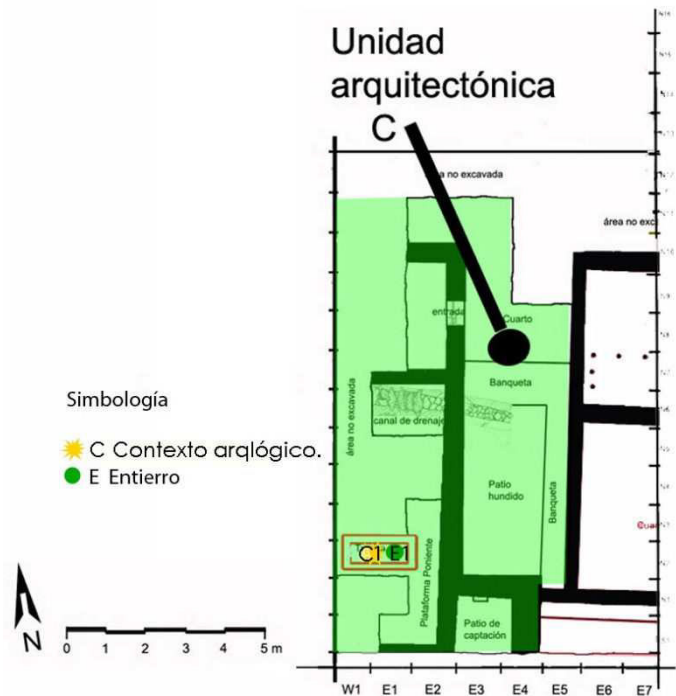 Unidad
arquitectónica
C
a no excavada
área no exc
entrada
Cuarto
Banqueta
área no excavada
canal de drenaje
Simbología
C Contexto arqlógico.
E Entierro
Patio
hundido
Banqueta
C1 E1
Plataforma Poniente
Patio de
captación
N
0 1 2 3 4 5 m
W1 E1 E2 E3 E4 E5 E6 E7